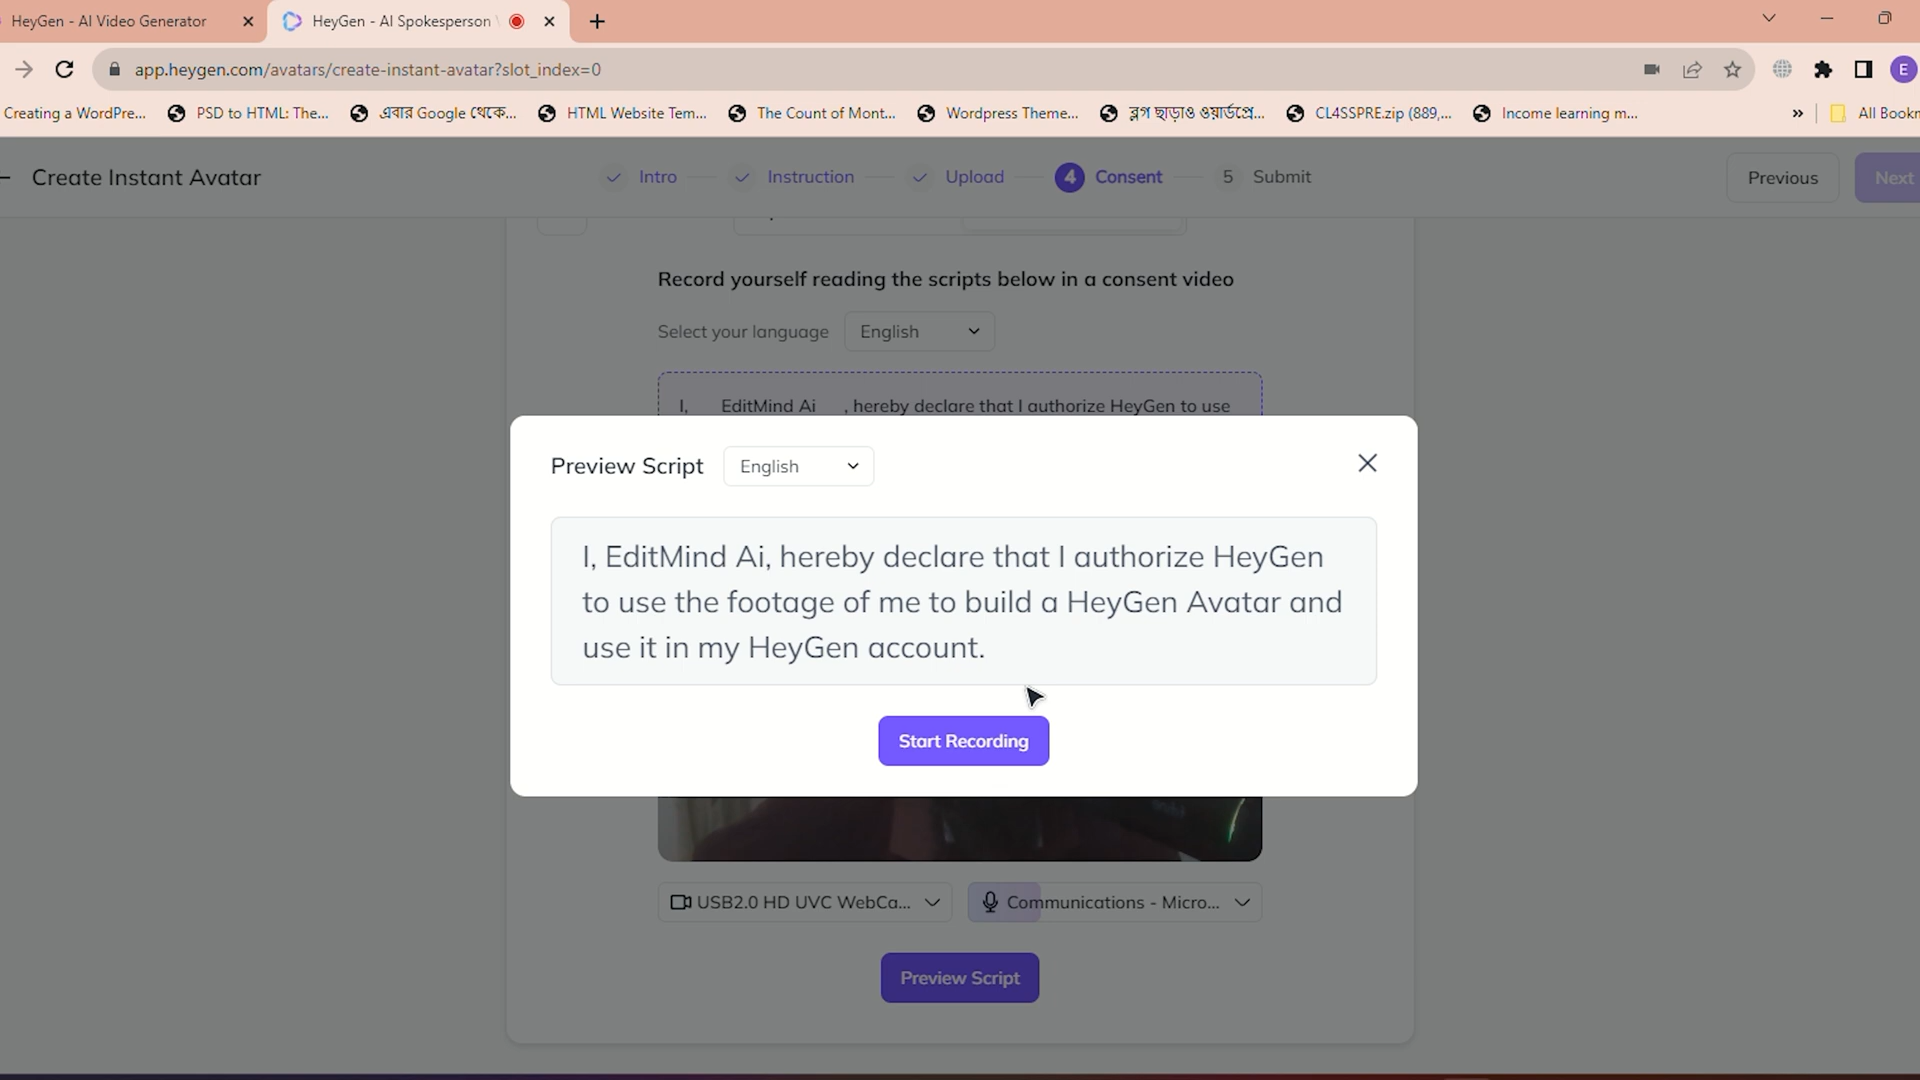 HeyGen - AI Video Generator
HeyGen - AI Spokesperson
app.heygen.com/avatars/create-instant-avatar?slot_index=0
E
Creating a WordPre...
PSD to HTML: The...
এবার Google থেকে...
HTML Website Tem...
The Count of Mont...
Wordpress Theme...
ব্লগ ছাড়াও ওয়ার্ডপ্রে...
CL4SSPRE.zip (889,...
Income learning m...
»
All Bookm
Create Instant Avatar
Intro
Instruction
Upload
4 Consent
5 Submit
Previous
Next
Record yourself reading the scripts below in a consent video
Select your language English
I, EditMind Ai , hereby declare that I authorize HeyGen to use
Preview Script English
I, EditMind Ai, hereby declare that I authorize HeyGen
to use the footage of me to build a HeyGen Avatar and
use it in my HeyGen account.
Start Recording
USB2.0 HD UVC WebCa...
Communications - Micro...
Preview Script